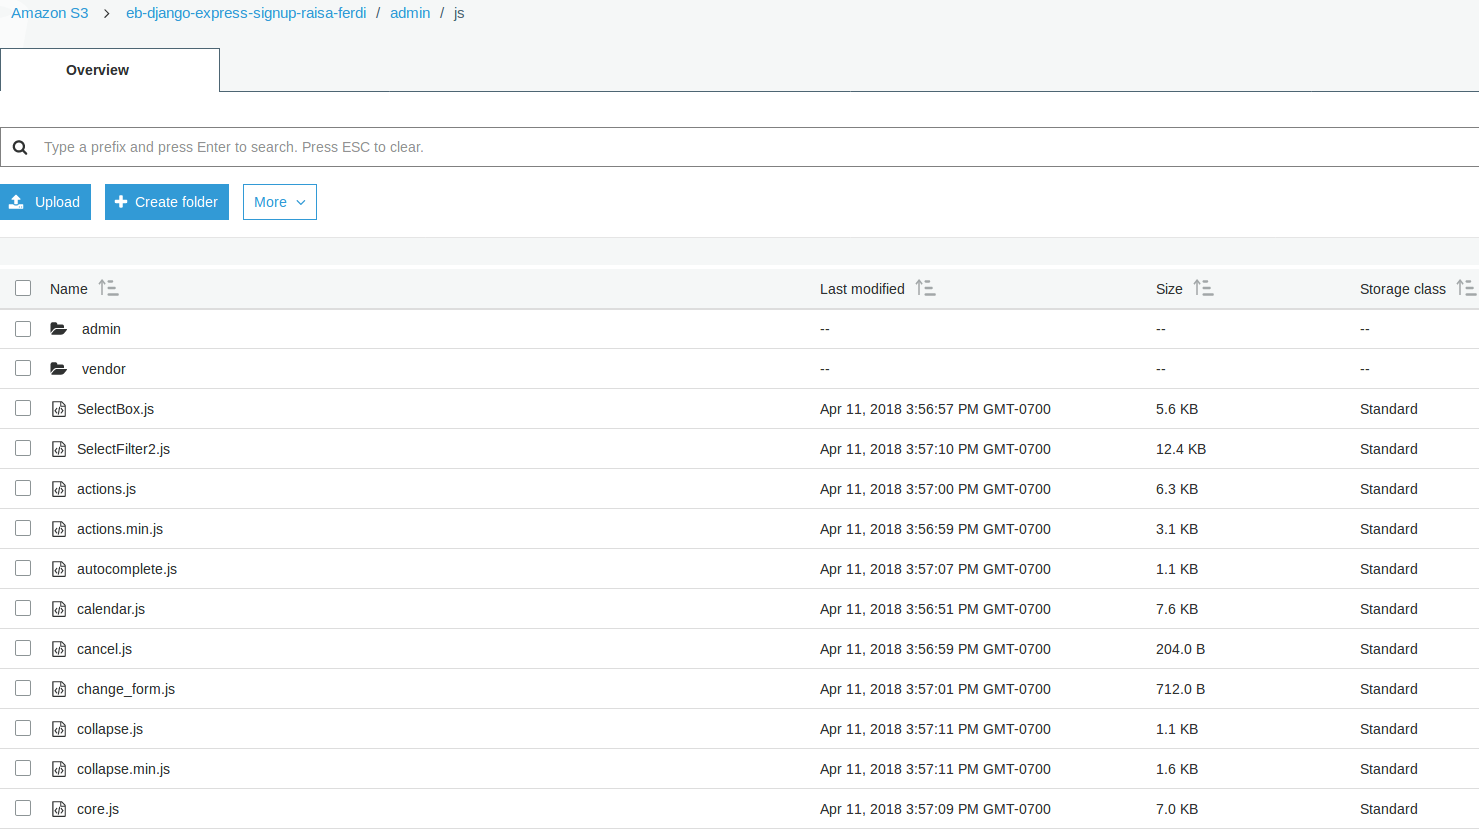 Amazon S3 > eb-django-express-signup-raisa-ferdi / admin / js
Overview
Type a prefix and press Enter to search. Press ESC to clear.
Upload Create folder More
Name Last modified Size Storage class
admin -- -- --
vendor -- -- --
SelectBox.js Apr 11, 2018 3:56:57 PM GMT-0700 5.6 KB Standard
SelectFilter2.js Apr 11, 2018 3:57:10 PM GMT-0700 12.4 KB Standard
actions.js Apr 11, 2018 3:57:00 PM GMT-0700 6.3 KB Standard
actions.min.js Apr 11, 2018 3:56:59 PM GMT-0700 3.1 KB Standard
autocomplete.js Apr 11, 2018 3:57:07 PM GMT-0700 1.1 KB Standard
calendar.js Apr 11, 2018 3:56:51 PM GMT-0700 7.6 KB Standard
cancel.js Apr 11, 2018 3:56:59 PM GMT-0700 204.0 B Standard
change_form.js Apr 11, 2018 3:57:01 PM GMT-0700 712.0 B Standard
collapse.js Apr 11, 2018 3:57:11 PM GMT-0700 1.1 KB Standard
collapse.min.js Apr 11, 2018 3:57:11 PM GMT-0700 1.6 KB Standard
core.js Apr 11, 2018 3:57:09 PM GMT-0700 7.0 KB Standard